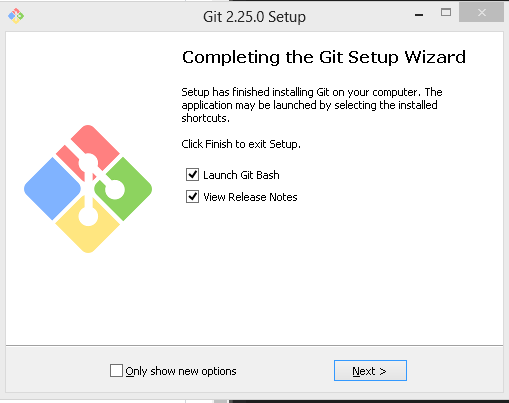 Git 2.25.0 Setup
Completing the Git Setup Wizard
Setup has finished installing Git on your computer. The
application may be launched by selecting the installed
shortcuts.
Click Finish to exit Setup.
Launch Git Bash
View Release Notes
Only show new options
Next >